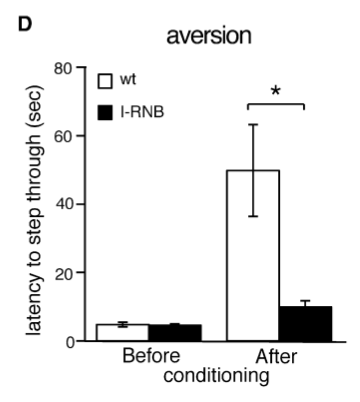 D
aversion
latency to step through (sec)
80
60
40
20
0
wt
I-RNB
*
Before
After
conditioning